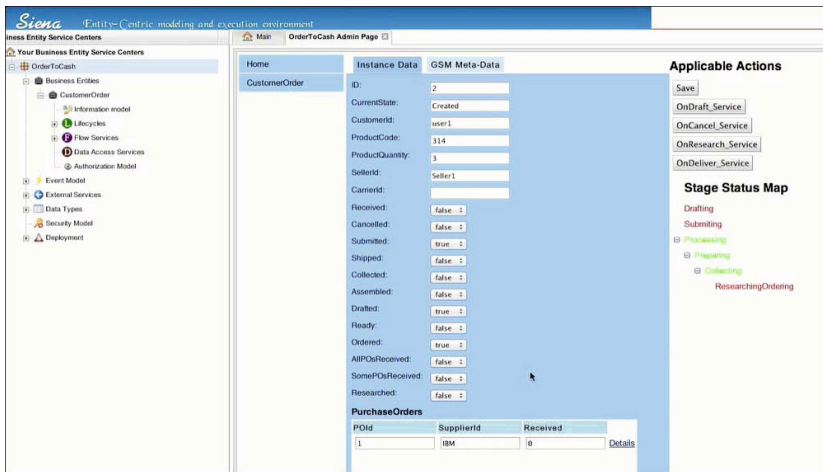 Siena Entity-Centric modeling and execution environment
iness Entity Service Centers
Your Business Entity Service Centers
OrderToCash
Business Entities
CustomerOrder
Information model
L Lifecycles
F Flow Services
D Data Access Services
Authorization Model
Event Model
External Services
Data Types
Security Model
Deployment
Main OrderToCash Admin Page
Home
CustomerOrder
Instance Data GSM Meta-Data
ID: 2
CurrentState: Created
CustomerId: user1
ProductCode: 314
ProductQuantity: 3
SellerId: Seller1
CarrierId:
Received: false
Cancelled: false
Submitted: true
Shipped: false
Collected: false
Assembled: false
Drafted: true
Ready: false
Ordered: true
AllPOsReceived: false
SomePOsReceived: false
Researched: false
PurchaseOrders
POId SupplierId Received
1 IBM 0 Details
Applicable Actions
Save
OnDraft_Service
OnCancel_Service
OnResearch_Service
OnDeliver_Service
Stage Status Map
Drafting
Submiting
Processing
Preparing
Collecting
ResearchingOrdering